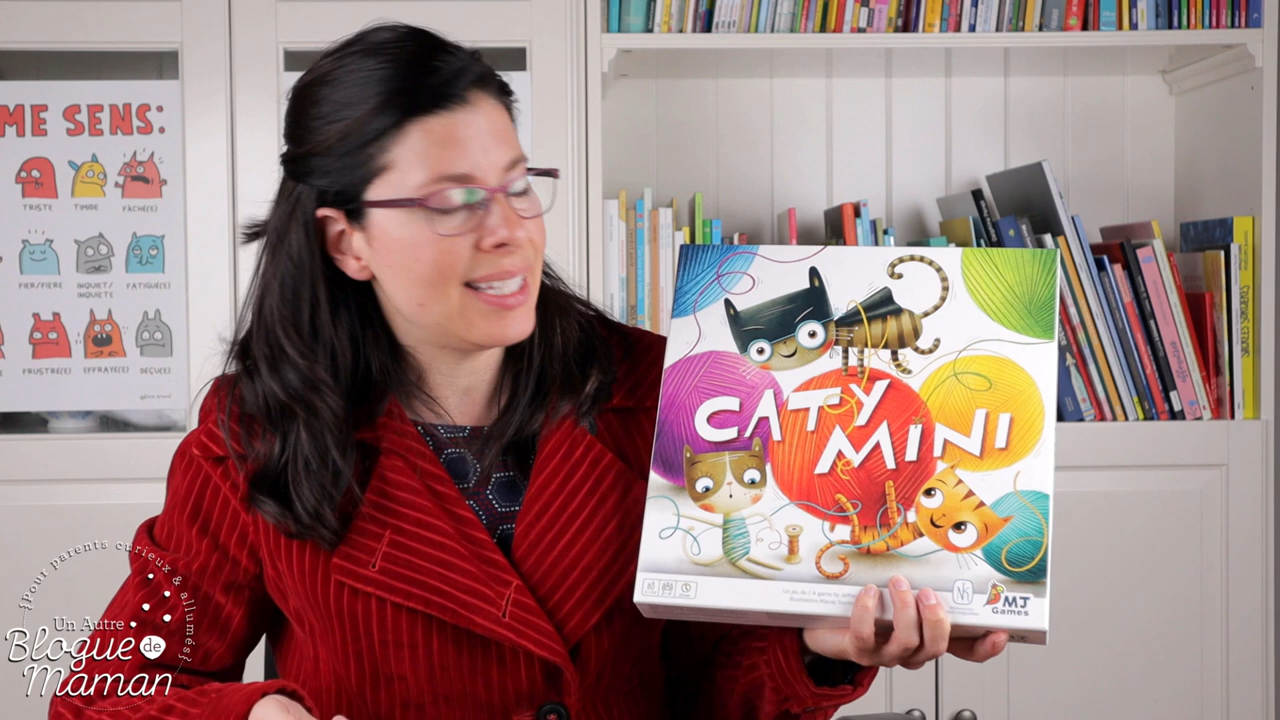 ME SENS:
TRISTE TIMIDE FÂCHÉ(E)
FIER/FIÈRE INQUIET/ INQUIÈTE FATIGUÉ(E)
FRUSTRÉ(E) EFFRAYÉ(E) DÉÇU(E)
CATY
MINI
MJ
Games
{Pour parents curieux & allumés}
Un Autre
Blogue de
Maman